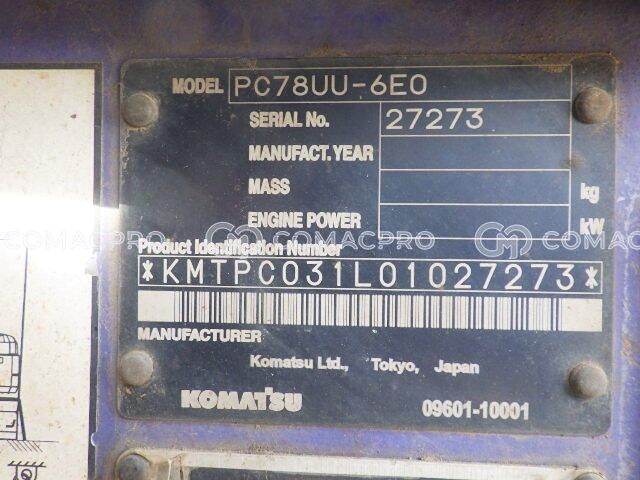 MODEL PC78UU-6E0
SERIAL No. 27273
MANUFACT. YEAR
MASS kg
ENGINE POWER kW
COMACPRO COMACPRO COMAC
Product Identification Number
*KMTPC031L01027273*
MANUFACTURER
Komatsu Ltd., Tokyo, Japan
KOMATSU 09601-10001